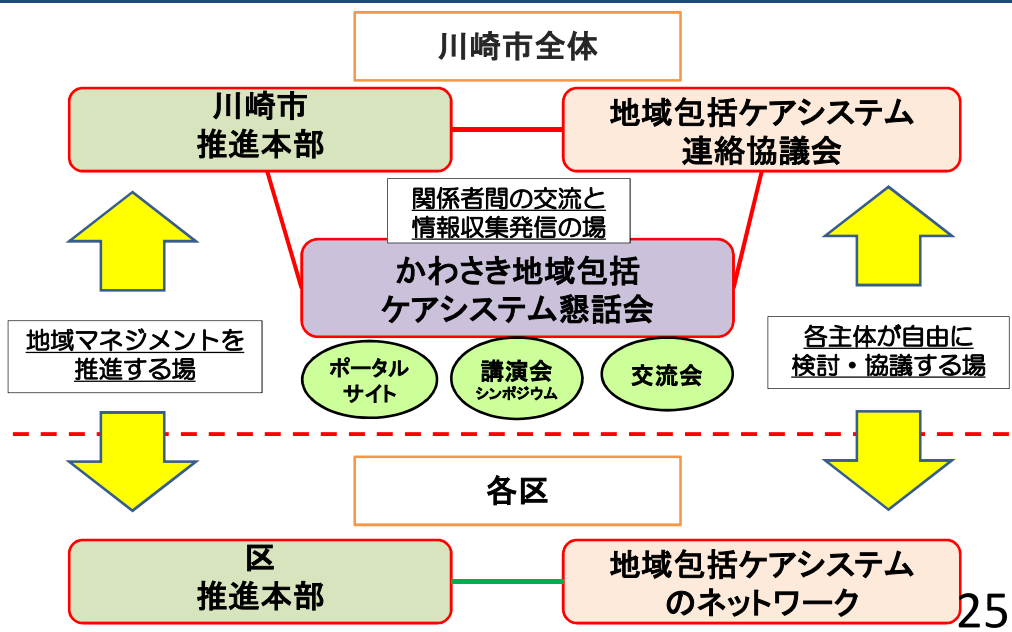 川崎市全体
川崎市
推進本部
地域包括ケアシステム
連絡協議会
関係者間の交流と
情報収集発信の場
かわさき地域包括
ケアシステム懇話会
地域マネジメントを
推進する場
各主体が自由に
検討・協議する場
ポータル
サイト
講演会
シンポジウム
交流会
各区
区
推進本部
地域包括ケアシステム
のネットワーク
25